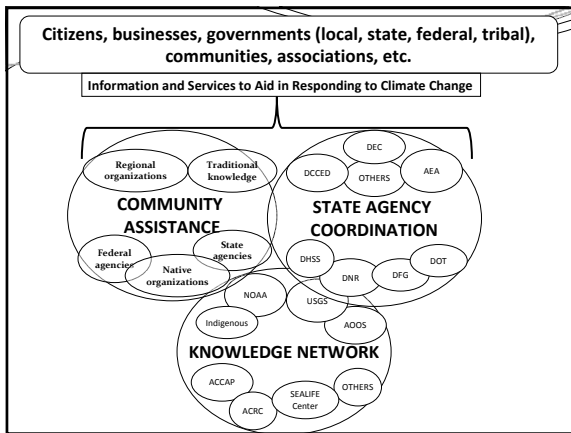 Citizens, businesses, governments (local, state, federal, tribal),
communities, associations, etc.
Information and Services to Aid in Responding to Climate Change
Regional
organizations
Traditional
knowledge
COMMUNITY
ASSISTANCE
Federal
agencies
Native
organizations
State
agencies
DEC
DCCED
OTHERS
AEA
STATE AGENCY
COORDINATION
DHSS
DNR
DFG
DOT
NOAA
USGS
Indigenous
AOOS
KNOWLEDGE NETWORK
ACCAP
ACRC
SEALIFE
Center
OTHERS